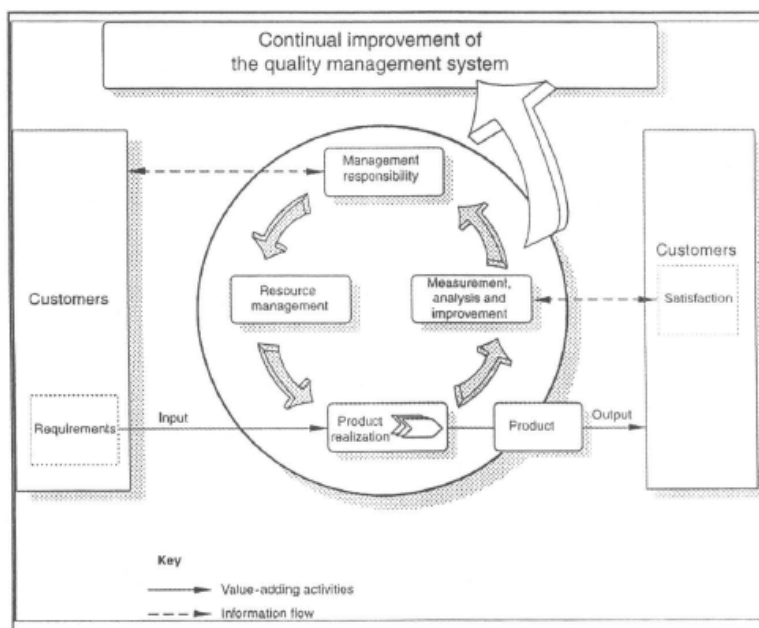 Continual improvement of
the quality management system
Management
responsibility
Customers
Customers
Resource
management
Measurement,
analysis and
improvement
Satisfaction
Requirements
Input
Product
realization
Product
Output
Key
Value-adding activities
Information flow